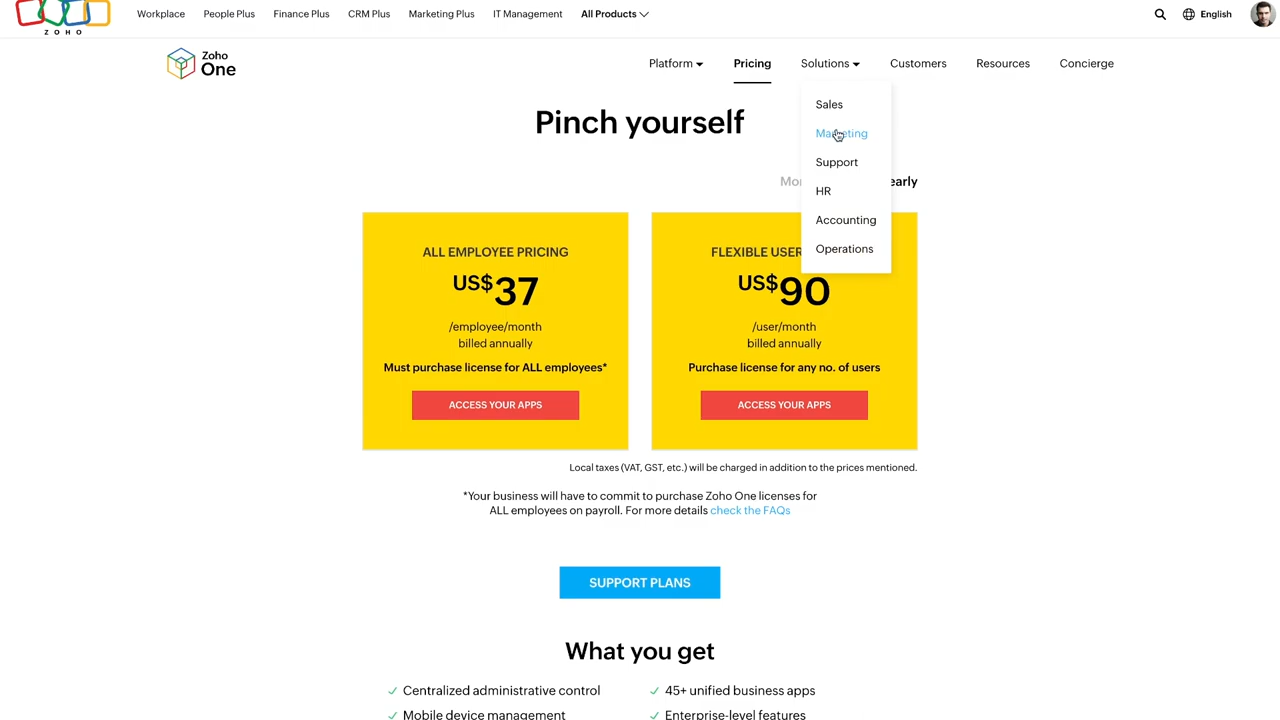 Workplace People Plus Finance Plus CRM Plus Marketing Plus IT Management All Products English
ZOHO
Zoho
One
Platform Pricing Solutions Customers Resources Concierge
Sales
Marketing
Support
HR
Accounting
Operations
Pinch yourself
ALL EMPLOYEE PRICING
US$37
/employee/month
billed annually
Must purchase license for ALL employees*
ACCESS YOUR APPS
FLEXIBLE USER
US$90
/user/month
billed annually
Purchase license for any no. of users
ACCESS YOUR APPS
Local taxes (VAT, GST, etc.) will be charged in addition to the prices mentioned.
*Your business will have to commit to purchase Zoho One licenses for
ALL employees on payroll. For more details check the FAQs
SUPPORT PLANS
What you get
Centralized administrative control
45+ unified business apps
Mobile device management
Enterprise-level features